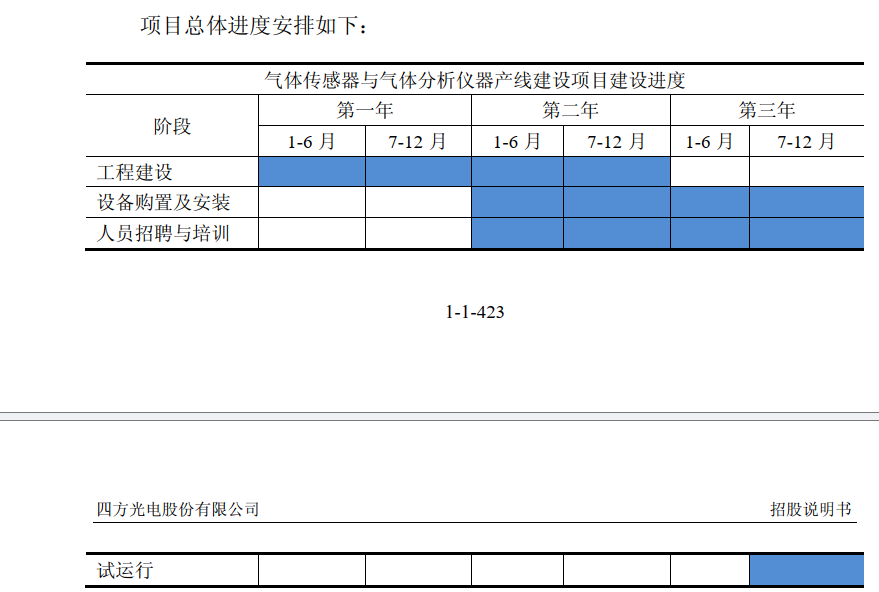 项目总体进度安排如下：
气体传感器与气体分析仪器产线建设项目建设进度
阶段 第一年 第二年 第三年
1-6 月 7-12 月 1-6 月 7-12 月 1-6 月 7-12 月
工程建设
设备购置及安装
人员招聘与培训
1-1-423
四方光电股份有限公司 招股说明书
试运行